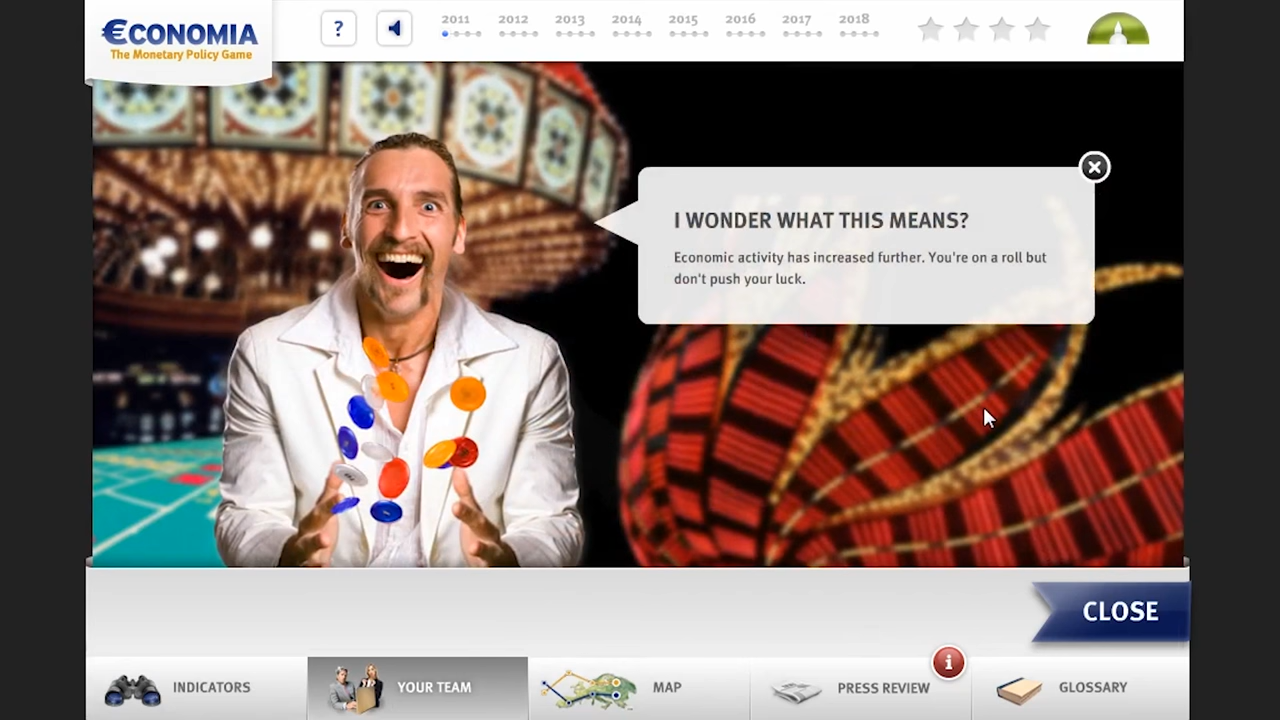 €CONOMIA
The Monetary Policy Game
?
2011 2012 2013 2014 2015 2016 2017 2018
I WONDER WHAT THIS MEANS?
Economic activity has increased further. You're on a roll but
don't push your luck.
CLOSE
i
INDICATORS YOUR TEAM MAP PRESS REVIEW GLOSSARY